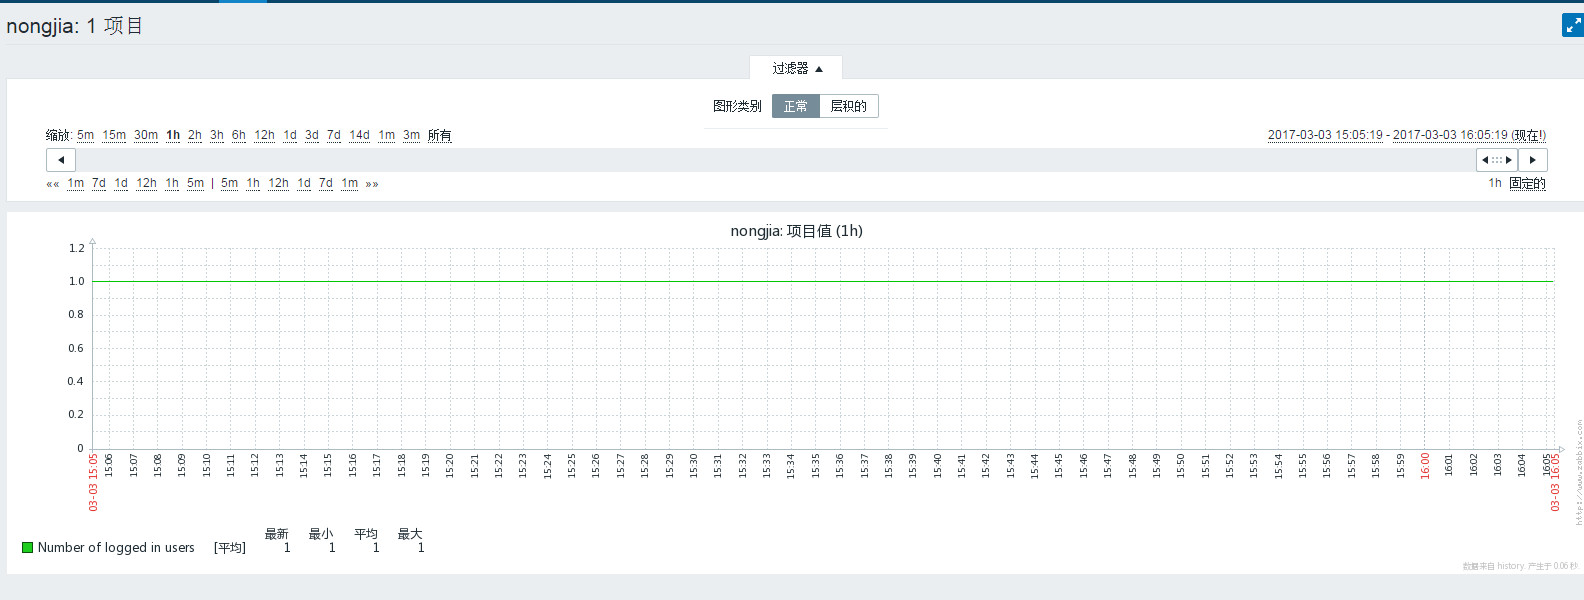 nongjia: 1 项目
过滤器 ▲
图形类别 正常 层积的
缩放: 5m 15m 30m 1h 2h 3h 6h 12h 1d 3d 7d 14d 1m 3m 所有
2017-03-03 15:05:19 - 2017-03-03 16:05:19 (现在!)
«« 1m 7d 1d 12h 1h 5m | 5m 1h 12h 1d 7d 1m »»
1h 固定的
nongjia: 项目值 (1h)
1.2
1.0
0.8
0.6
0.4
0.2
0
03-03 15:05 15:06 15:07 15:08 15:09 15:10 15:11 15:12 15:13 15:14 15:15 15:16 15:17 15:18 15:19 15:20 15:21 15:22 15:23 15:24 15:25 15:26 15:27 15:28 15:29 15:30 15:31 15:32 15:33 15:34 15:35 15:36 15:37 15:38 15:39 15:40 15:41 15:42 15:43 15:44 15:45 15:46 15:47 15:48 15:49 15:50 15:51 15:52 15:53 15:54 15:55 15:56 15:57 15:58 15:59 16:00 16:01 16:02 16:03 16:04 16:05 03-03 16:05
http://www.zabbix.com
最新 最小 平均 最大
Number of logged in users [平均] 1 1 1 1
数据来自 history. 产生于 0.06 秒.